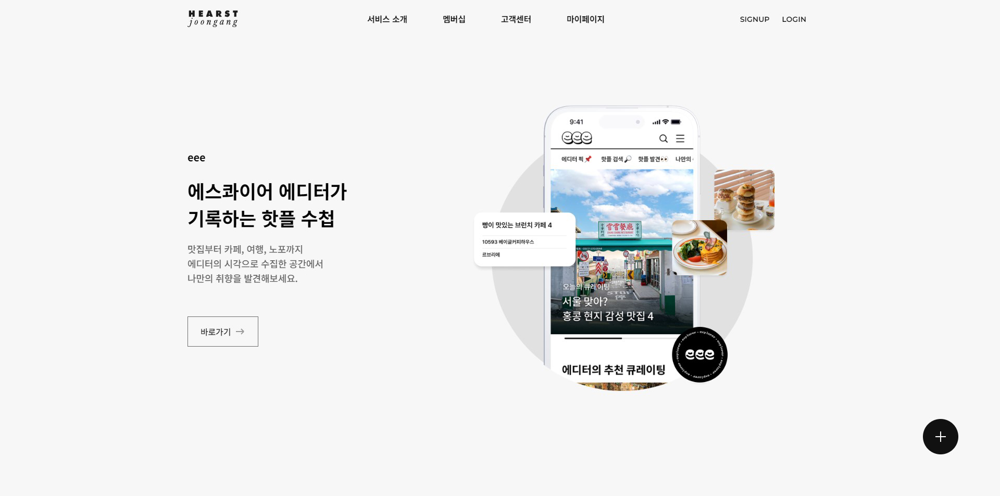 HEARST
joongang
서비스 소개
멤버십
고객센터
마이페이지
SIGNUP
LOGIN
eee
에스콰이어 에디터가
기록하는 핫플 수첩
맛집부터 카페, 여행, 노포까지
에디터의 시각으로 수집한 공간에서
나만의 취향을 발견해보세요.
바로가기
9:41
eee
에디터 픽
핫플 검색
핫플 발견
나만의
빵이 맛있는 브런치 카페 4
10593 베이글커피하우스
르브리에
오늘의 큐레이팅
서울 맞아?
홍콩 현지 감성 맛집 4
STOP
停
eee
explorer • explorer • explorer • explorer • explorer • explorer • explorer • explorer •
에디터의 추천 큐레이팅